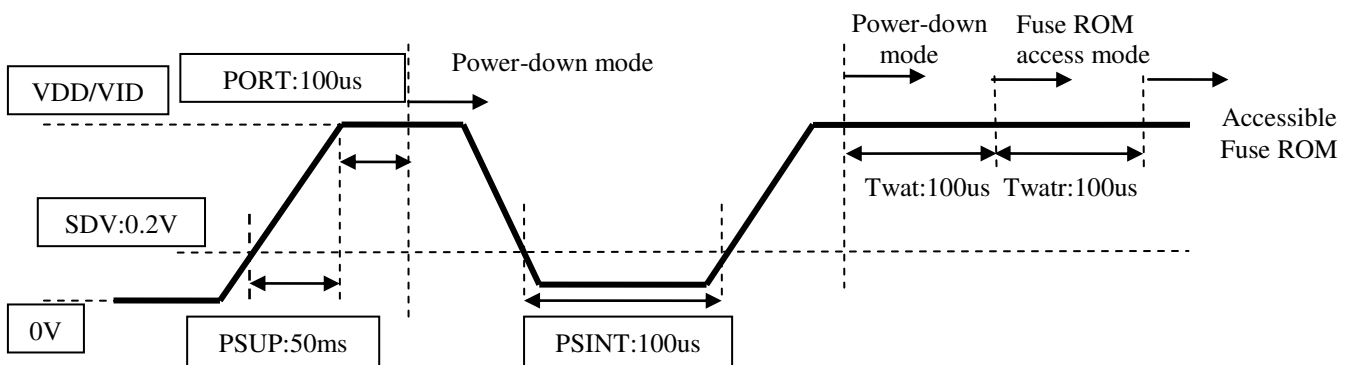 Power-down
mode
Fuse ROM
access mode
Power-down mode
PORT:100us
VDD/VID
Accessible
Fuse ROM
Twat:100us
Twatr:100us
SDV:0.2V
0V
PSUP:50ms
PSINT:100us